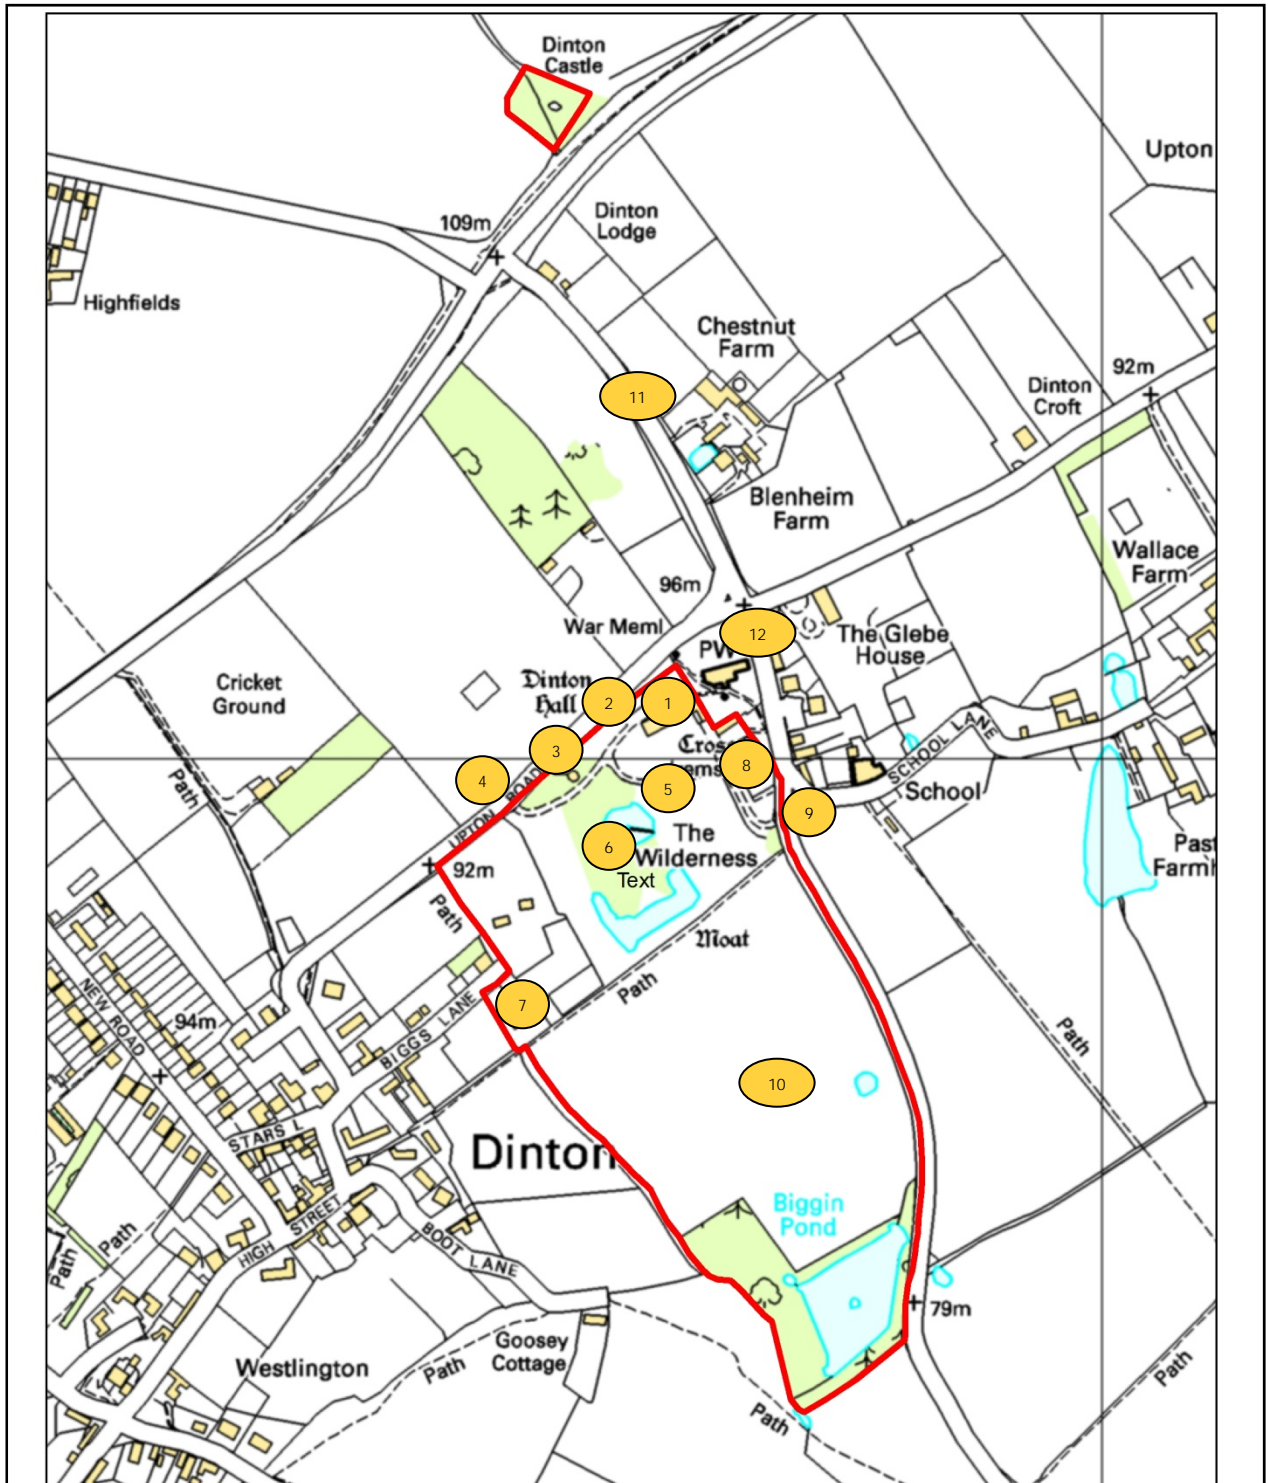 Dinton
Castle
Upton
109m
Dinton
Lodge
Highfields
Chestnut
Farm
92m
Dinton
Croft
11
Blenheim
Farm
Wallace
Farm
96m
War Meml
12
PW
The Glebe
House
Dinton
Hall
2
1
Cricket
Ground
3
Cros
ems
8
SCHOOL LANE
4
5
School
Path
UPTON ROAD
9
6
The
Wilderness
Text
Past
Farmh
92m
Path
Moat
Path
7
NEW ROAD
94m
BIGGS LANE
Path
10
STARS L
Dinton
Biggin
Pond
HIGH STREET
BOOT LANE
Path
Path
79m
Goosey
Cottage
Westlington
Path
Path
Path